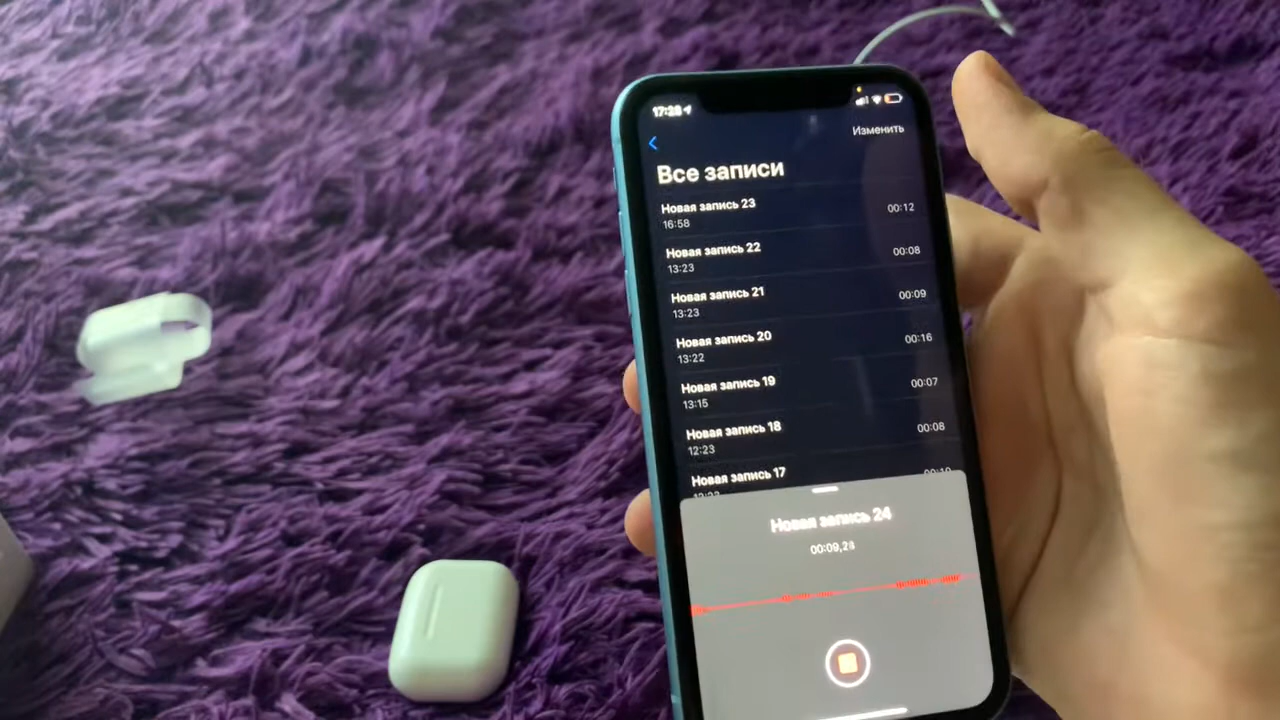 17:28
Изменить
Все записи
Новая запись 23
16:58
00:12
Новая запись 22
13:23
00:08
Новая запись 21
13:23
00:09
Новая запись 20
13:22
00:16
Новая запись 19
13:15
00:07
Новая запись 18
12:23
00:08
Новая запись 17
Новая запись 24
00:09,28